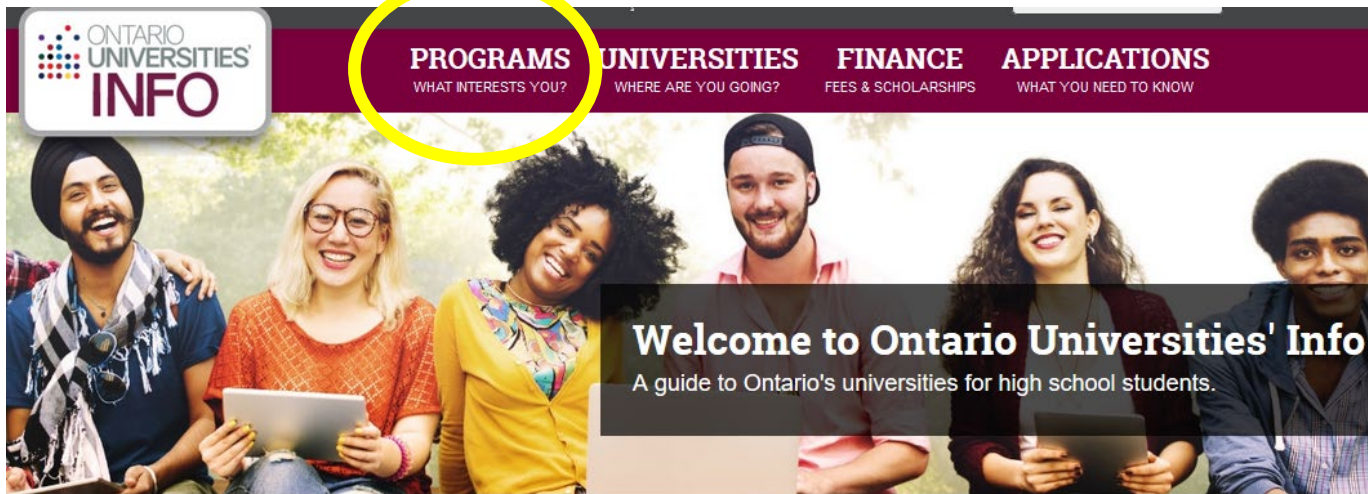 ONTARIO
UNIVERSITIES'
INFO
PROGRAMS
WHAT INTERESTS YOU?
UNIVERSITIES
WHERE ARE YOU GOING?
FINANCE
FEES & SCHOLARSHIPS
APPLICATIONS
WHAT YOU NEED TO KNOW
Welcome to Ontario Universities' Info
A guide to Ontario's universities for high school students.